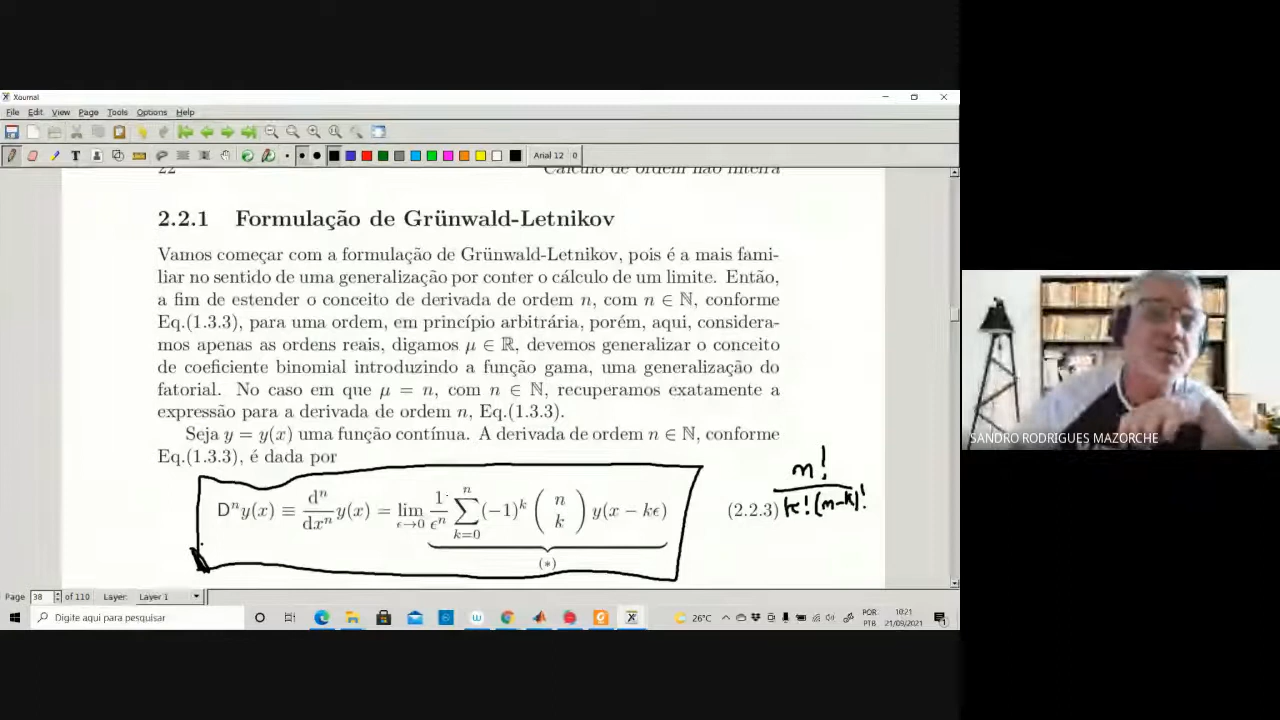 Xournal
File Edit View Page Tools Options Help
Arial 12
22 Cálculo de ordem não inteira
2.2.1 Formulação de Grünwald-Letnikov
Vamos começar com a formulação de Grünwald-Letnikov, pois é a mais fami-
liar no sentido de uma generalização por conter o cálculo de um limite. Então,
a fim de estender o conceito de derivada de ordem n, com n ∈ ℕ, conforme
Eq.(1.3.3), para uma ordem, em princípio arbitrária, porém, aqui, considera-
mos apenas as ordens reais, digamos μ ∈ ℝ, devemos generalizar o conceito
de coeficiente binomial introduzindo a função gama, uma generalização do
fatorial. No caso em que μ = n, com n ∈ ℕ, recuperamos exatamente a
expressão para a derivada de ordem n, Eq.(1.3.3).
Seja y = y(x) uma função contínua. A derivada de ordem n ∈ ℕ, conforme
Eq.(1.3.3), é dada por
Dⁿy(x) ≡ dⁿ/dxⁿ y(x) = lim ε→0 1/εⁿ ∑ k=0 n (−1)ᵏ (n k) y(x − kε) (2.2.3)
(*)
n!
k!(n-k)!
SANDRO RODRIGUES MAZORCHE
Page 38 of 110 Layer: Layer 1
Digite aqui para pesquisar 26°C POR PTB 10:21 21/09/2021